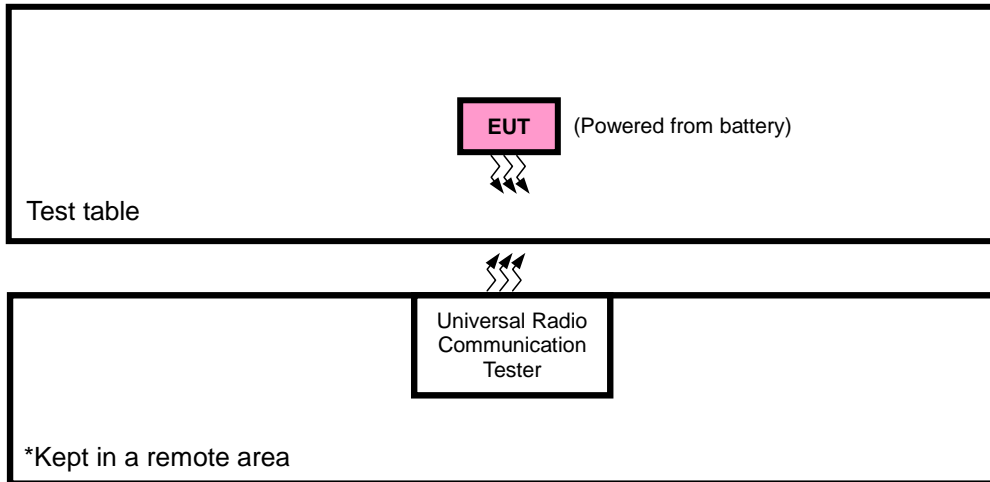 EUT
(Powered from battery)
Test table
Universal Radio
Communication
Tester
*Kept in a remote area